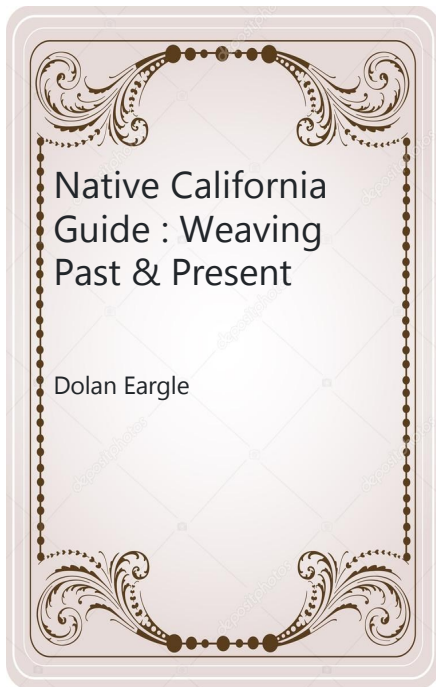 Native California
Guide : Weaving
Past & Present
Dolan Eargle